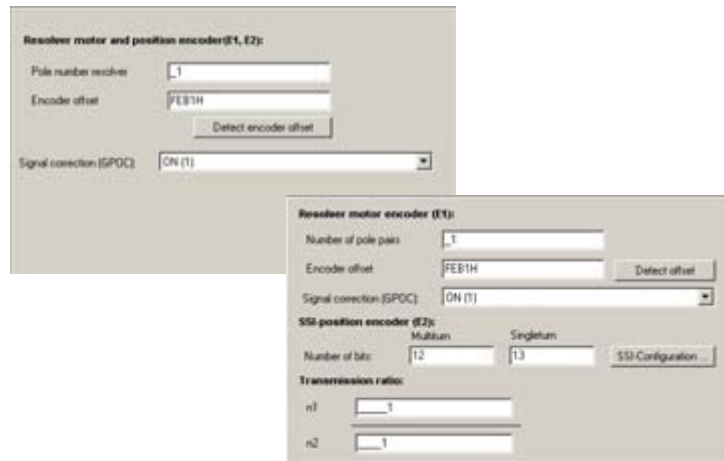 Resolver motor and position encoder(E1, E2):
Pole number resolver _1
Encoder offset FEB1H
Detect encoder offset
Signal correction (GPOC): ON (1)
Resolver motor encoder (E1):
Number of pole pairs _1
Encoder offset FEB1H Detect offset
Signal correction (GPOC): ON (1)
SSI-position encoder (E2):
Multiturn Singleturn
Number of bits: 12 13 SSI-Configuration ...
Transmission ratio:
n1 ____1
n2 ___1